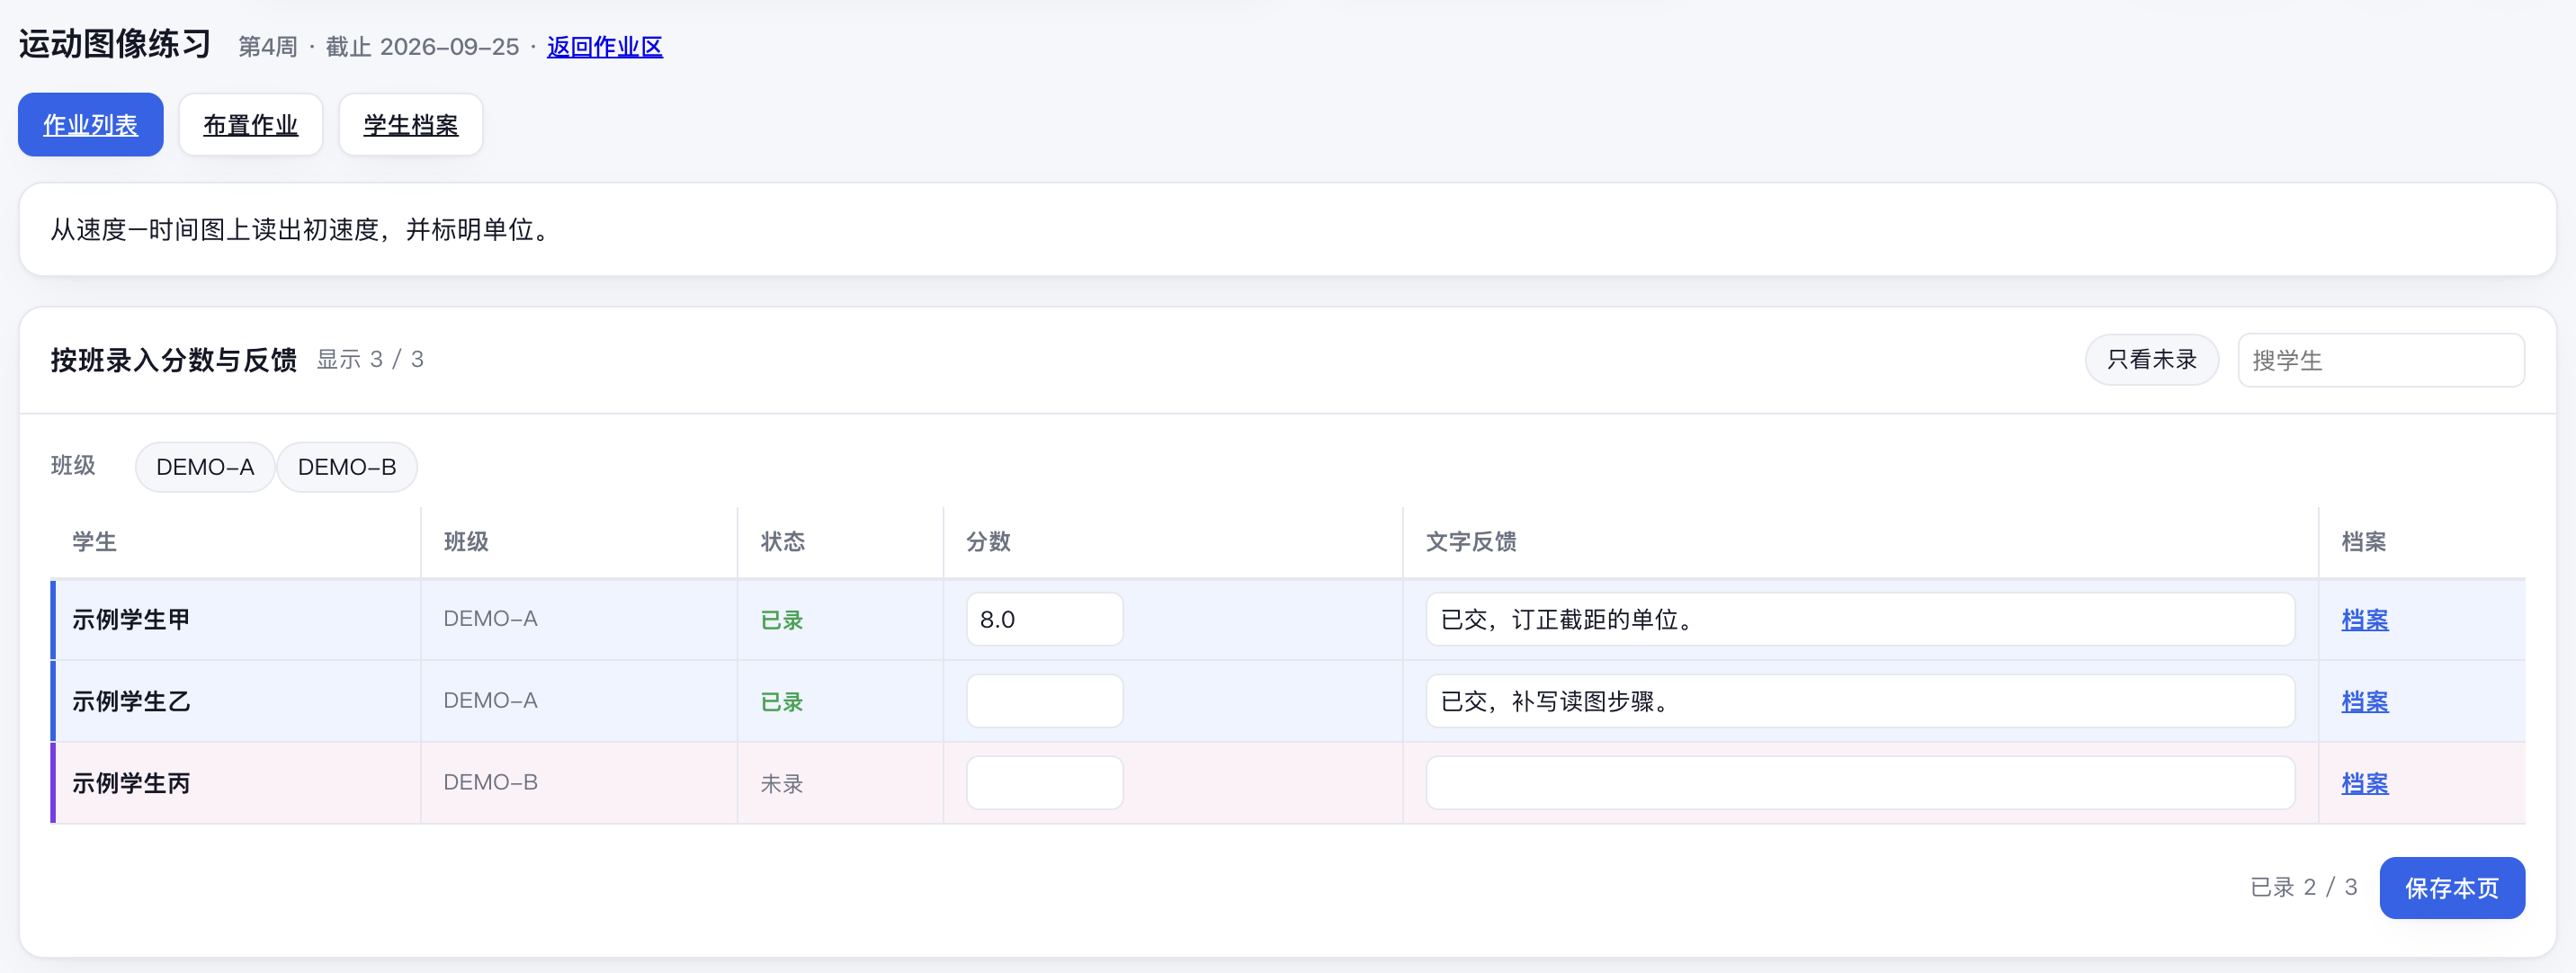 运动图像练习 第4周 · 截止 2026-09-25 · 返回作业区
作业列表 布置作业 学生档案
从速度—时间图上读出初速度，并标明单位。
按班录入分数与反馈 显示 3 / 3 只看未录 搜学生
班级 DEMO-A DEMO-B
学生 班级 状态 分数 文字反馈 档案
示例学生甲 DEMO-A 已录 8.0 已交，订正截距的单位。 档案
示例学生乙 DEMO-A 已录 已交，补写读图步骤。 档案
示例学生丙 DEMO-B 未录 档案
已录 2 / 3 保存本页